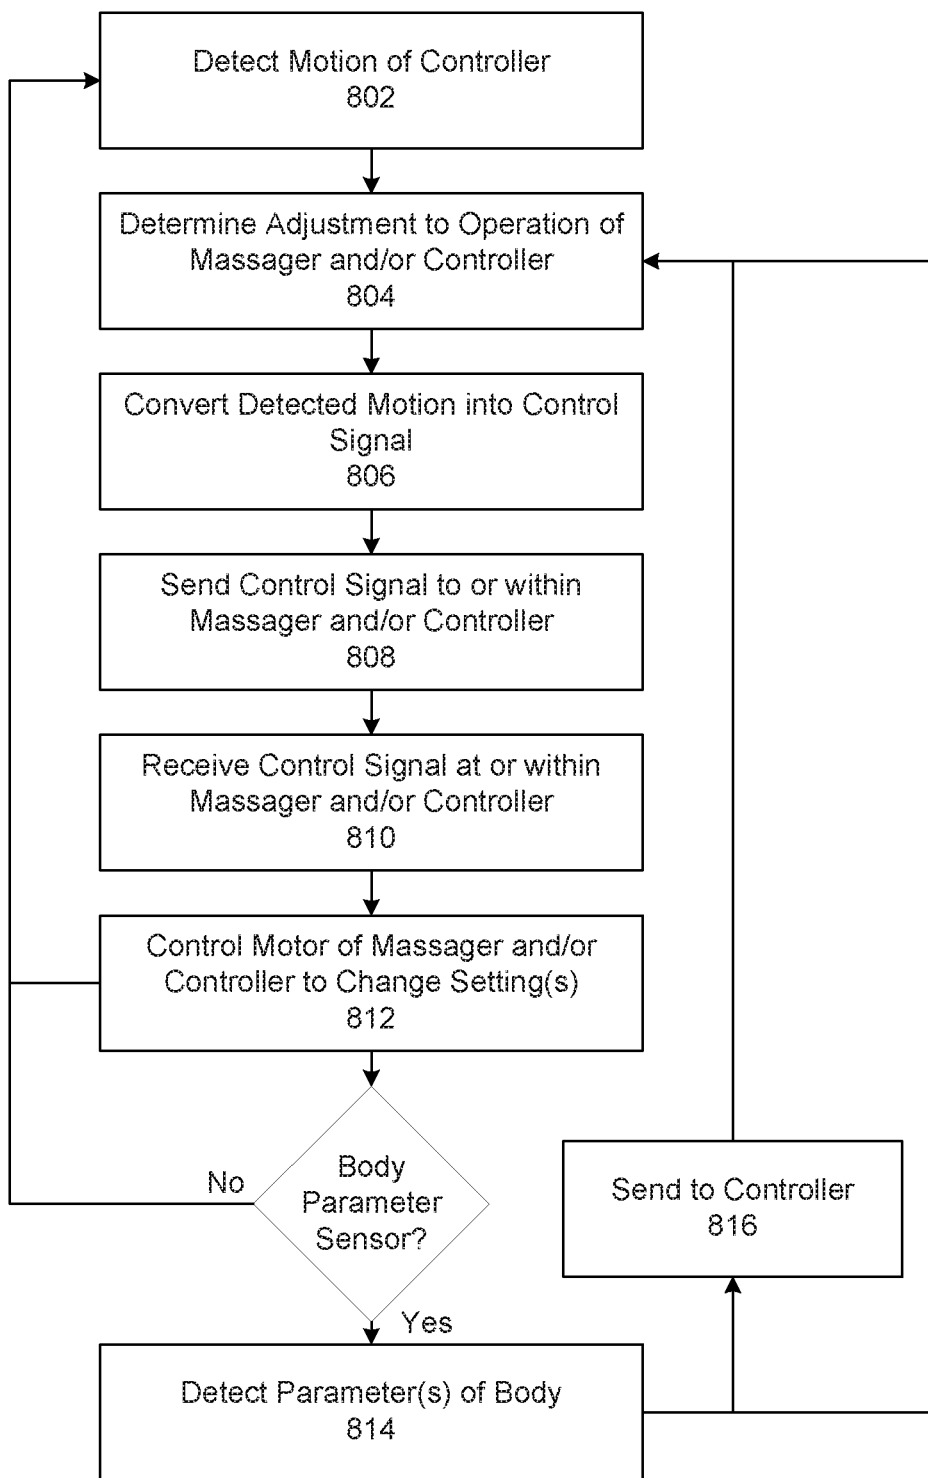 Detect Motion of Controller
802
Determine Adjustment to Operation of
Massager and/or Controller
804
Convert Detected Motion into Control
Signal
806
Send Control Signal to or within
Massager and/or Controller
808
Receive Control Signal at or within
Massager and/or Controller
810
Control Motor of Massager and/or
Controller to Change Setting(s)
812
No
Body
Parameter
Sensor?
Yes
Send to Controller
816
Detect Parameter(s) of Body
814